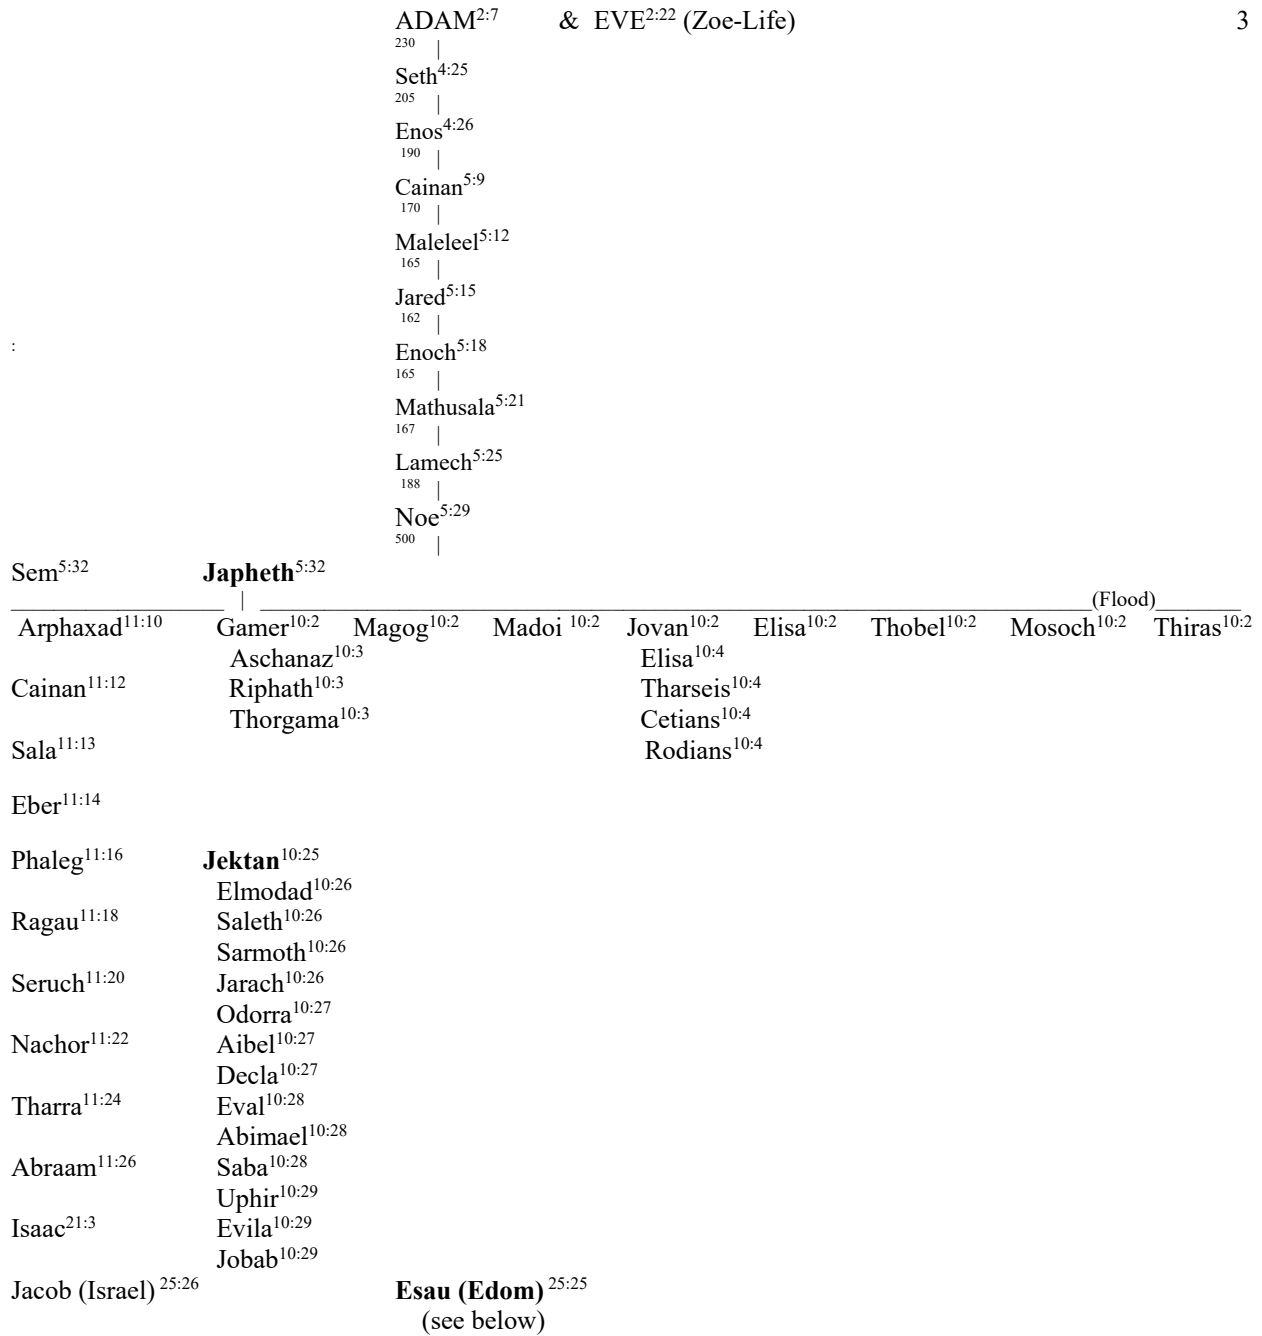 ADAM2:7 & EVE2:22 (Zoe-Life) 3
230 |
Seth4:25
205 |
Enos4:26
190 |
Cainan5:9
170 |
Maleleel5:12
165 |
Jared5:15
162 |
: Enoch5:18
165 |
Mathusala5:21
167 |
Lamech5:25
188 |
Noe5:29
500 |
Sem5:32 Japheth5:32
| (Flood)
Arphaxad11:10 Gamer10:2 Magog10:2 Madoi 10:2 Jovan10:2 Elisa10:2 Thobel10:2 Mosoch10:2 Thiras10:2
Aschanaz10:3 Elisa10:4
Cainan11:12 Riphath10:3 Tharseis10:4
Thorgama10:3 Cetians10:4
Sala11:13 Rodians10:4
Eber11:14
Phaleg11:16 Jektan10:25
Elmodad10:26
Ragau11:18 Saleth10:26
Sarmoth10:26
Seruch11:20 Jarach10:26
Odorra10:27
Nachor11:22 Aibel10:27
Decla10:27
Tharra11:24 Eval10:28
Abimael10:28
Abraam11:26 Saba10:28
Uphir10:29
Isaac21:3 Evila10:29
Jobab10:29
Jacob (Israel) 25:26 Esau (Edom) 25:25
(see below)